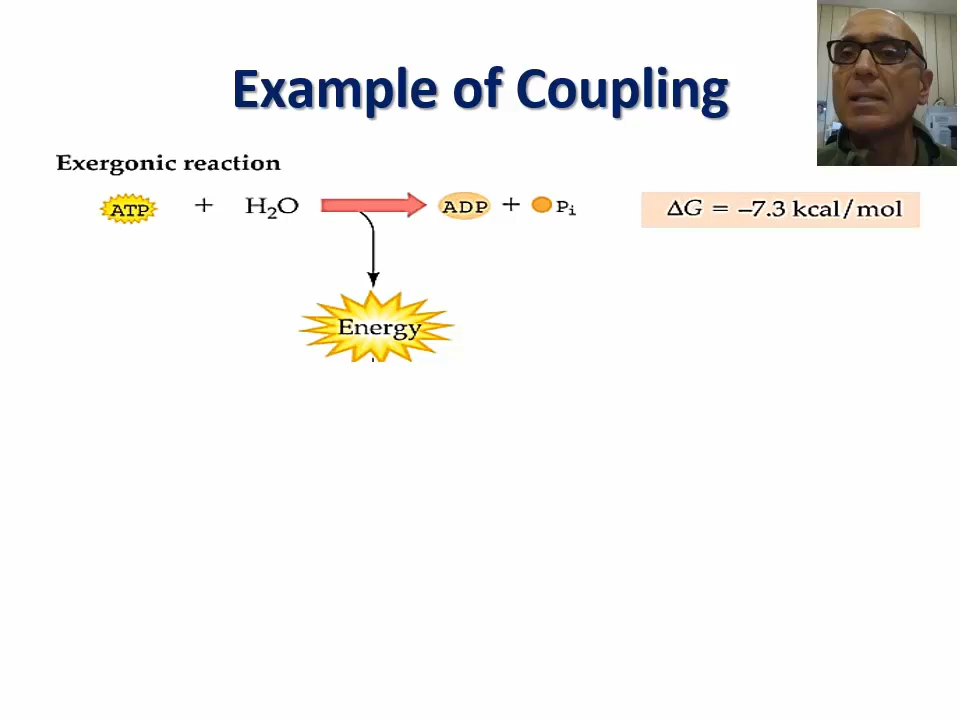 Example of Coupling
Exergonic reaction
ATP + H₂O ADP + Pᵢ ΔG = –7.3 kcal/mol
Energy